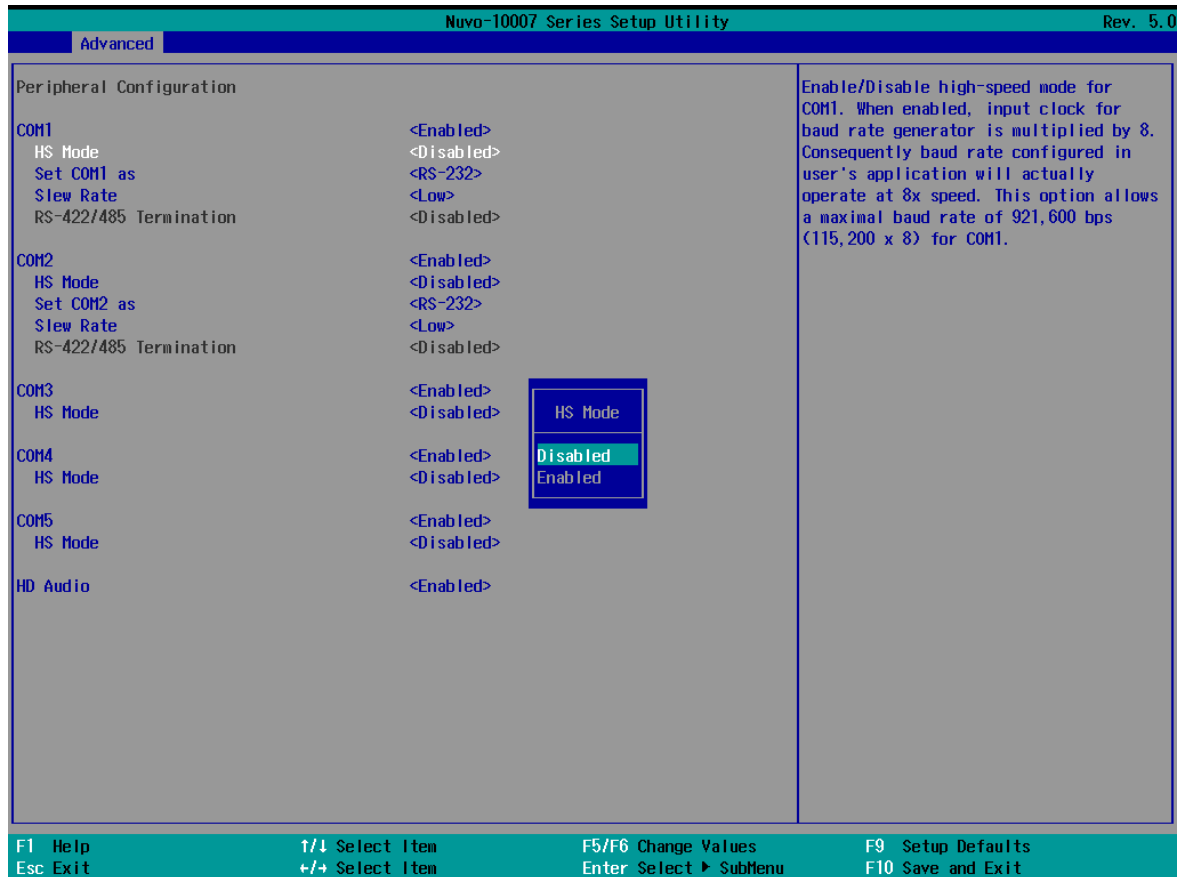 Nuvo-10007 Series Setup Utility Rev. 5.0
Advanced
Peripheral Configuration
COM1 <Enabled>
HS Mode <Disabled>
Set COM1 as <RS-232>
Slew Rate <Low>
RS-422/485 Termination <Disabled>
COM2 <Enabled>
HS Mode <Disabled>
Set COM2 as <RS-232>
Slew Rate <Low>
RS-422/485 Termination <Disabled>
COM3 <Enabled>
HS Mode <Disabled>
COM4 <Enabled>
HS Mode <Disabled>
COM5 <Enabled>
HS Mode <Disabled>
HD Audio <Enabled>
HS Mode
Disabled
Enabled
Enable/Disable high-speed mode for
COM1. When enabled, input clock for
baud rate generator is multiplied by 8.
Consequently baud rate configured in
user's application will actually
operate at 8x speed. This option allows
a maximal baud rate of 921,600 bps
(115,200 x 8) for COM1.
F1 Help ↑/↓ Select Item F5/F6 Change Values F9 Setup Defaults
Esc Exit ←/→ Select Item Enter Select ► SubMenu F10 Save and Exit